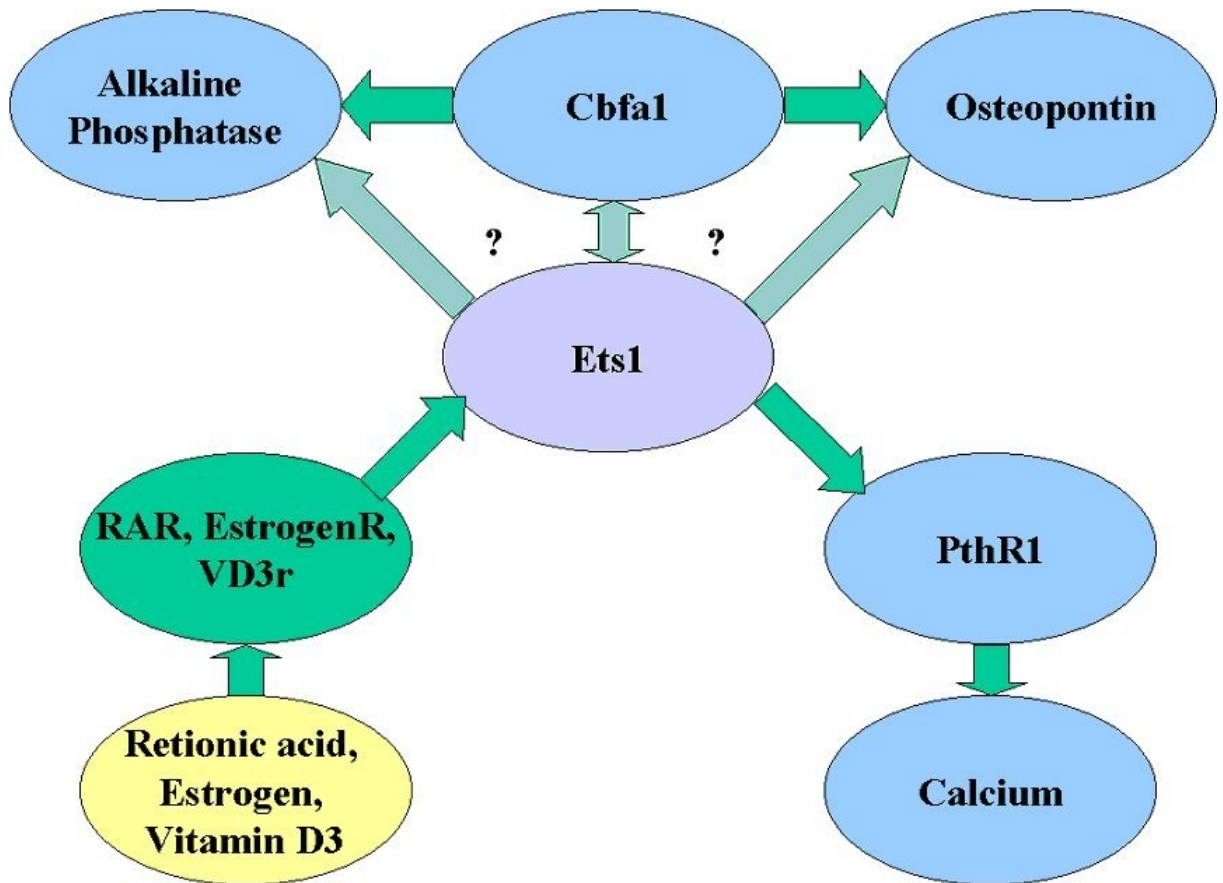 Alkaline
Phosphatase
Cbfa1
Osteopontin
?
?
Ets1
RAR, EstrogenR,
VD3r
PthR1
Retionic acid,
Estrogen,
Vitamin D3
Calcium